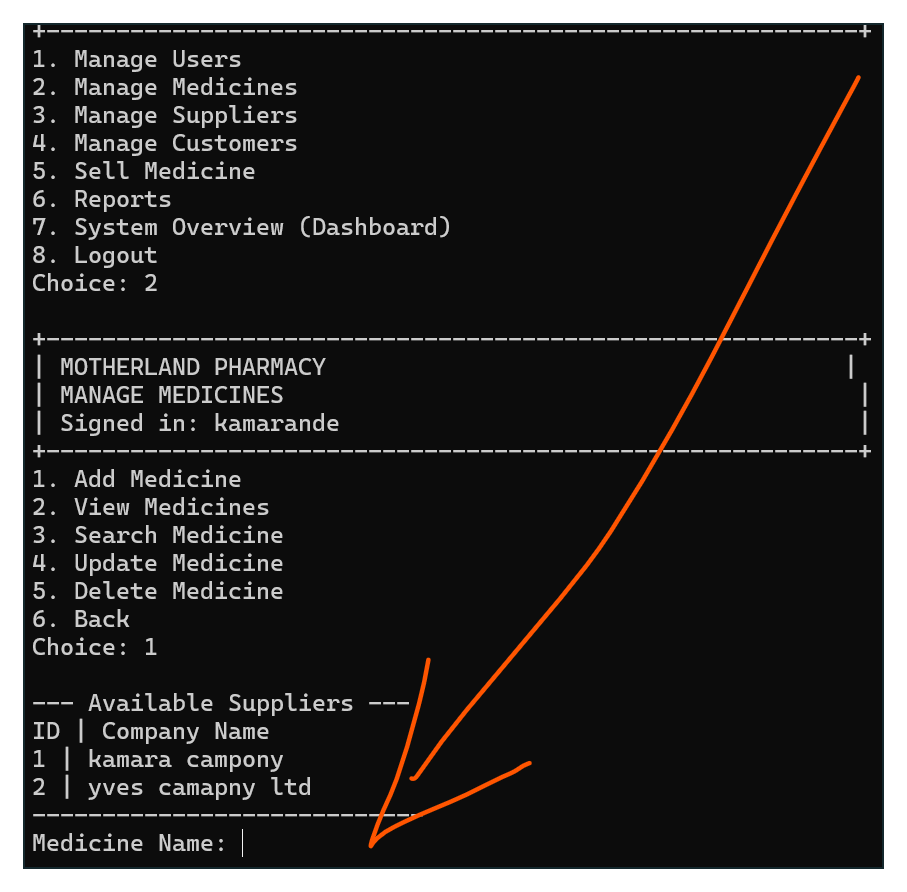 +----------------------------------------------------------+
1. Manage Users
2. Manage Medicines
3. Manage Suppliers
4. Manage Customers
5. Sell Medicine
6. Reports
7. System Overview (Dashboard)
8. Logout
Choice: 2
+----------------------------------------------------------+
| MOTHERLAND PHARMACY                                     |
| MANAGE MEDICINES                                         |
| Signed in: kamarande                                     |
+----------------------------------------------------------+
1. Add Medicine
2. View Medicines
3. Search Medicine
4. Update Medicine
5. Delete Medicine
6. Back
Choice: 1
--- Available Suppliers ---
ID | Company Name
1 | kamara campony
2 | yves camapny ltd
----------------------------
Medicine Name: